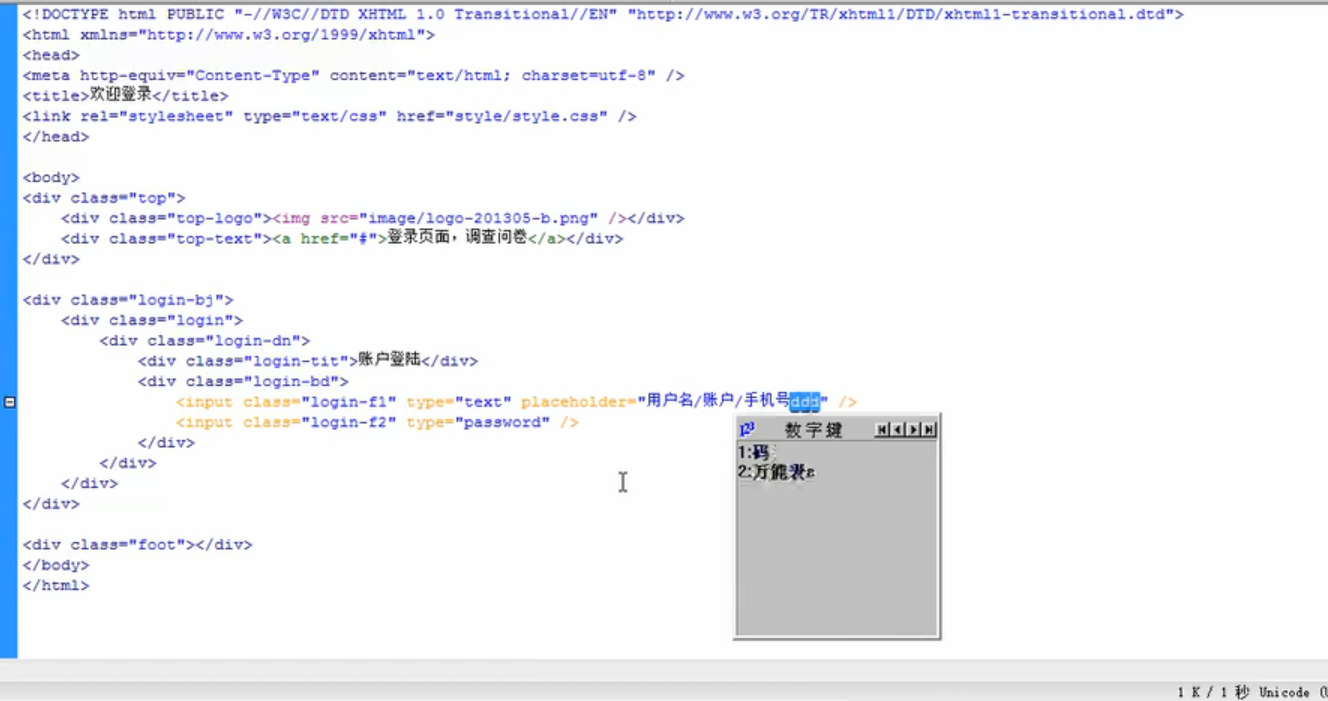 <!DOCTYPE html PUBLIC "-//W3C//DTD XHTML 1.0 Transitional//EN" "http://www.w3.org/TR/xhtml1/DTD/xhtml1-transitional.dtd">
<html xmlns="http://www.w3.org/1999/xhtml">
<head>
<meta http-equiv="Content-Type" content="text/html; charset=utf-8" />
<title>欢迎登录</title>
<link rel="stylesheet" type="text/css" href="style/style.css" />
</head>
<body>
<div class="top">
<div class="top-logo"><img src="image/logo-201305-b.png" /></div>
<div class="top-text"><a href="#">登录页面，调查问卷</a></div>
</div>
<div class="login-bj">
<div class="login">
<div class="login-dn">
<div class="login-tit">账户登陆</div>
<div class="login-bd">
<input class="login-f1" type="text" placeholder="用户名/账户/手机号ddd" />
<input class="login-f2" type="password" />
</div>
</div>
</div>
</div>
<div class="foot"></div>
</body>
</html>
123 数字键
1:码
2:万能
1 K / 1 秒 Unicode